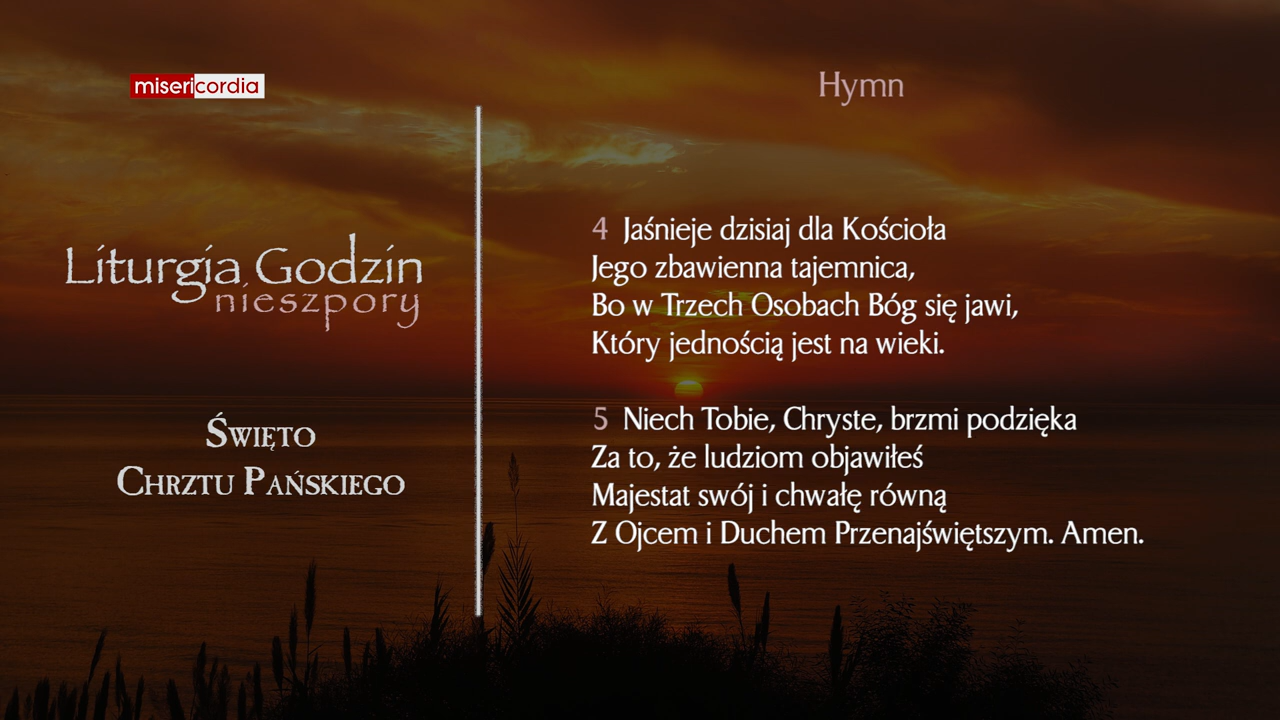 misericordia
Liturgia Godzin
nieszpory
Święto
Chrztu Pańskiego
Hymn
4 Jaśnieje dzisiaj dla Kościoła
Jego zbawienna tajemnica,
Bo w Trzech Osobach Bóg się jawi,
Który jednością jest na wieki.
5 Niech Tobie, Chryste, brzmi podzięka
Za to, że ludziom objawiłeś
Majestat swój i chwałę równą
Z Ojcem i Duchem Przenajświętszym. Amen.